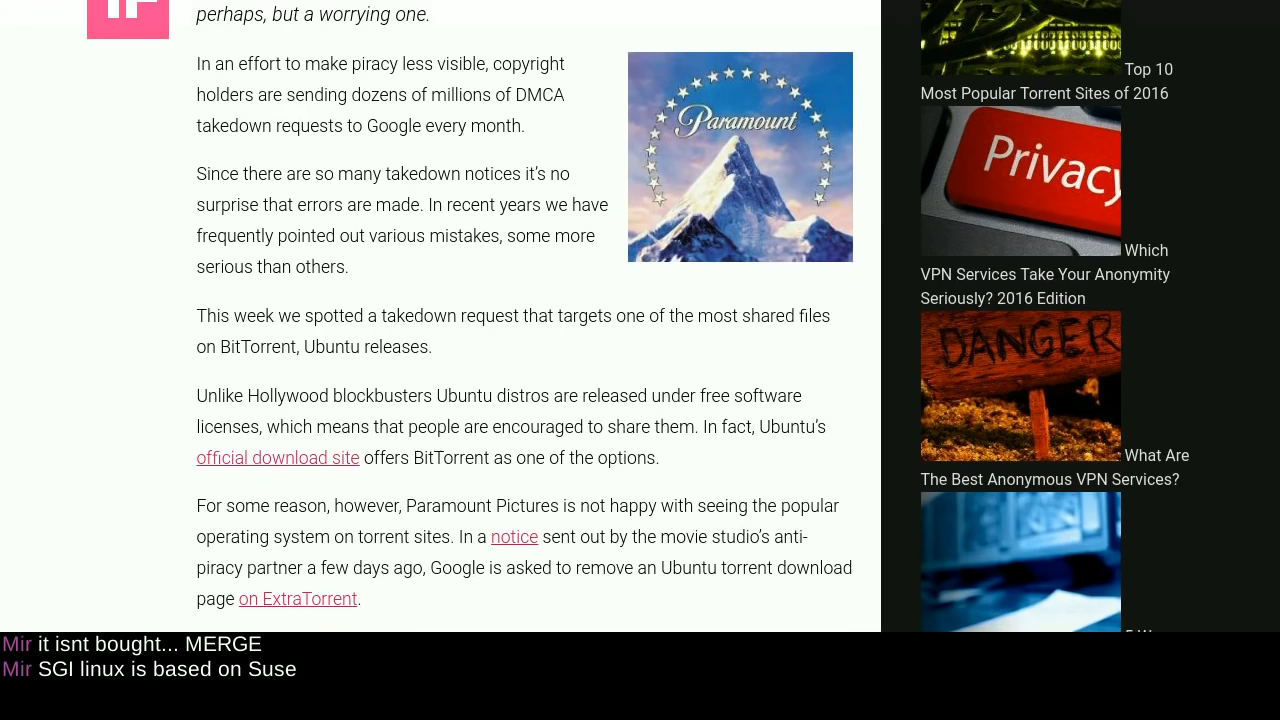 perhaps, but a worrying one.
In an effort to make piracy less visible, copyright
holders are sending dozens of millions of DMCA
takedown requests to Google every month.
Paramount
Since there are so many takedown notices it’s no
surprise that errors are made. In recent years we have
frequently pointed out various mistakes, some more
serious than others.
This week we spotted a takedown request that targets one of the most shared files
on BitTorrent, Ubuntu releases.
Unlike Hollywood blockbusters Ubuntu distros are released under free software
licenses, which means that people are encouraged to share them. In fact, Ubuntu’s
official download site offers BitTorrent as one of the options.
For some reason, however, Paramount Pictures is not happy with seeing the popular
operating system on torrent sites. In a notice sent out by the movie studio’s anti-
piracy partner a few days ago, Google is asked to remove an Ubuntu torrent download
page on ExtraTorrent.
Top 10
Most Popular Torrent Sites of 2016
Privacy
Which
VPN Services Take Your Anonymity
Seriously? 2016 Edition
DANGER
What Are
The Best Anonymous VPN Services?
Mir it isnt bought... MERGE
Mir SGI linux is based on Suse